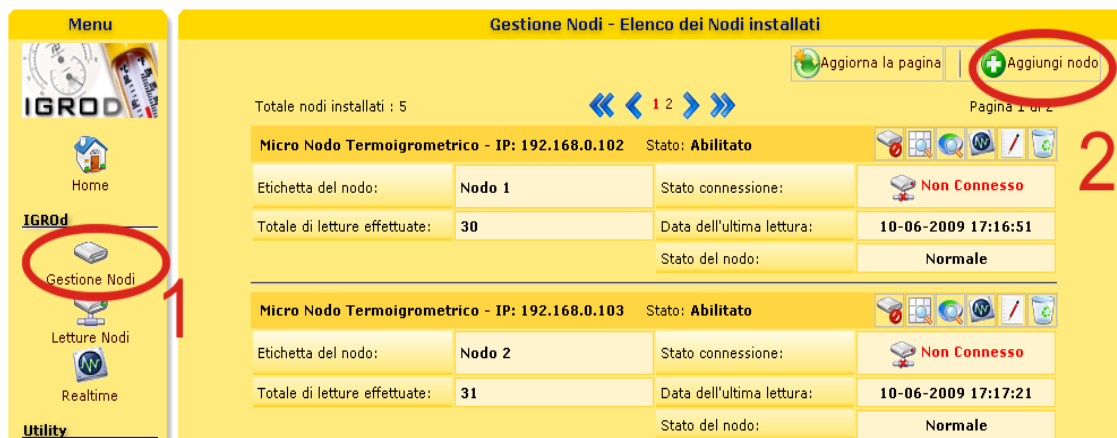 Menu
Gestione Nodi - Elenco dei Nodi installati
IGROD
Home
IGROd
Gestione Nodi
1
Letture Nodi
Realtime
Utility
Aggiorna la pagina
Aggiungi nodo
2
Totale nodi installati : 5
1 2
Pagina 1 di 2
Micro Nodo Termoigrometrico - IP: 192.168.0.102 Stato: Abilitato
Etichetta del nodo: Nodo 1 Stato connessione: Non Connesso
Totale di letture effettuate: 30 Data dell'ultima lettura: 10-06-2009 17:16:51
Stato del nodo: Normale
Micro Nodo Termoigrometrico - IP: 192.168.0.103 Stato: Abilitato
Etichetta del nodo: Nodo 2 Stato connessione: Non Connesso
Totale di letture effettuate: 31 Data dell'ultima lettura: 10-06-2009 17:17:21
Stato del nodo: Normale